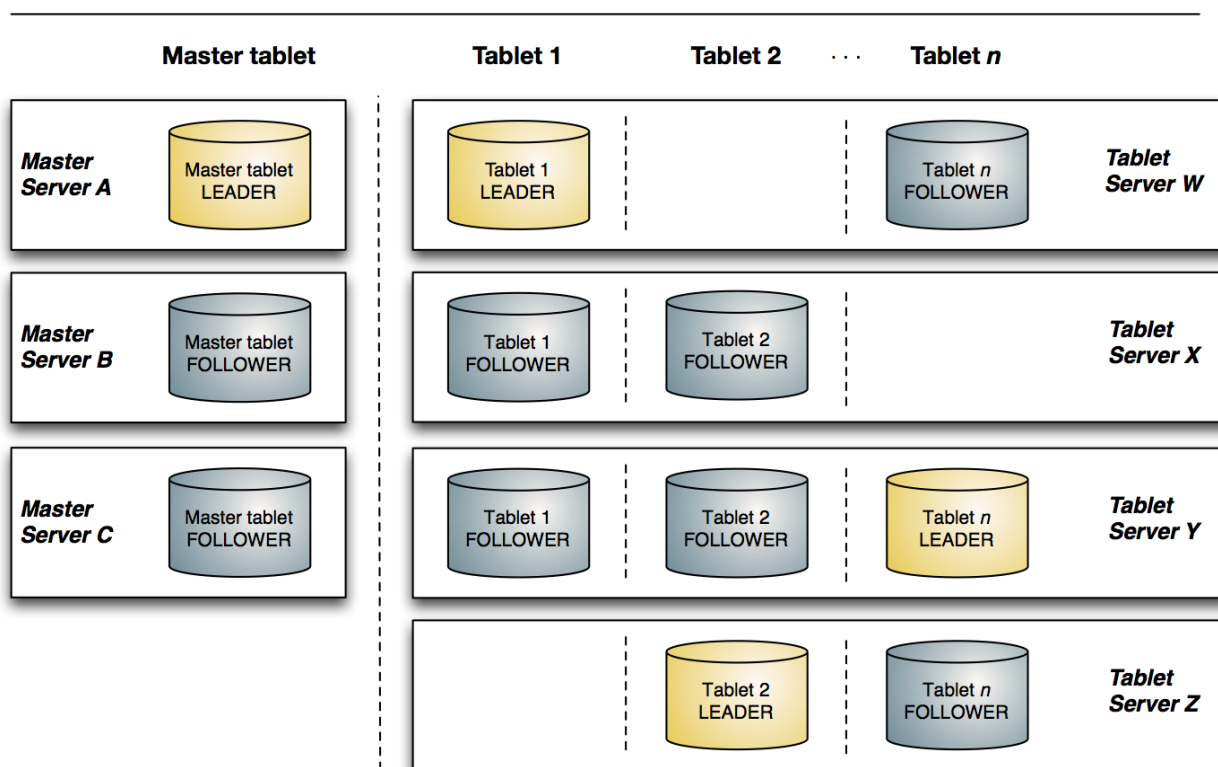 Master tablet
Tablet 1
Tablet 2
· · ·
Tablet n
Master
Server A
Master tablet
LEADER
Tablet 1
LEADER
Tablet n
FOLLOWER
Tablet
Server W
Master
Server B
Master tablet
FOLLOWER
Tablet 1
FOLLOWER
Tablet 2
FOLLOWER
Tablet
Server X
Master
Server C
Master tablet
FOLLOWER
Tablet 1
FOLLOWER
Tablet 2
FOLLOWER
Tablet n
LEADER
Tablet
Server Y
Tablet 2
LEADER
Tablet n
FOLLOWER
Tablet
Server Z